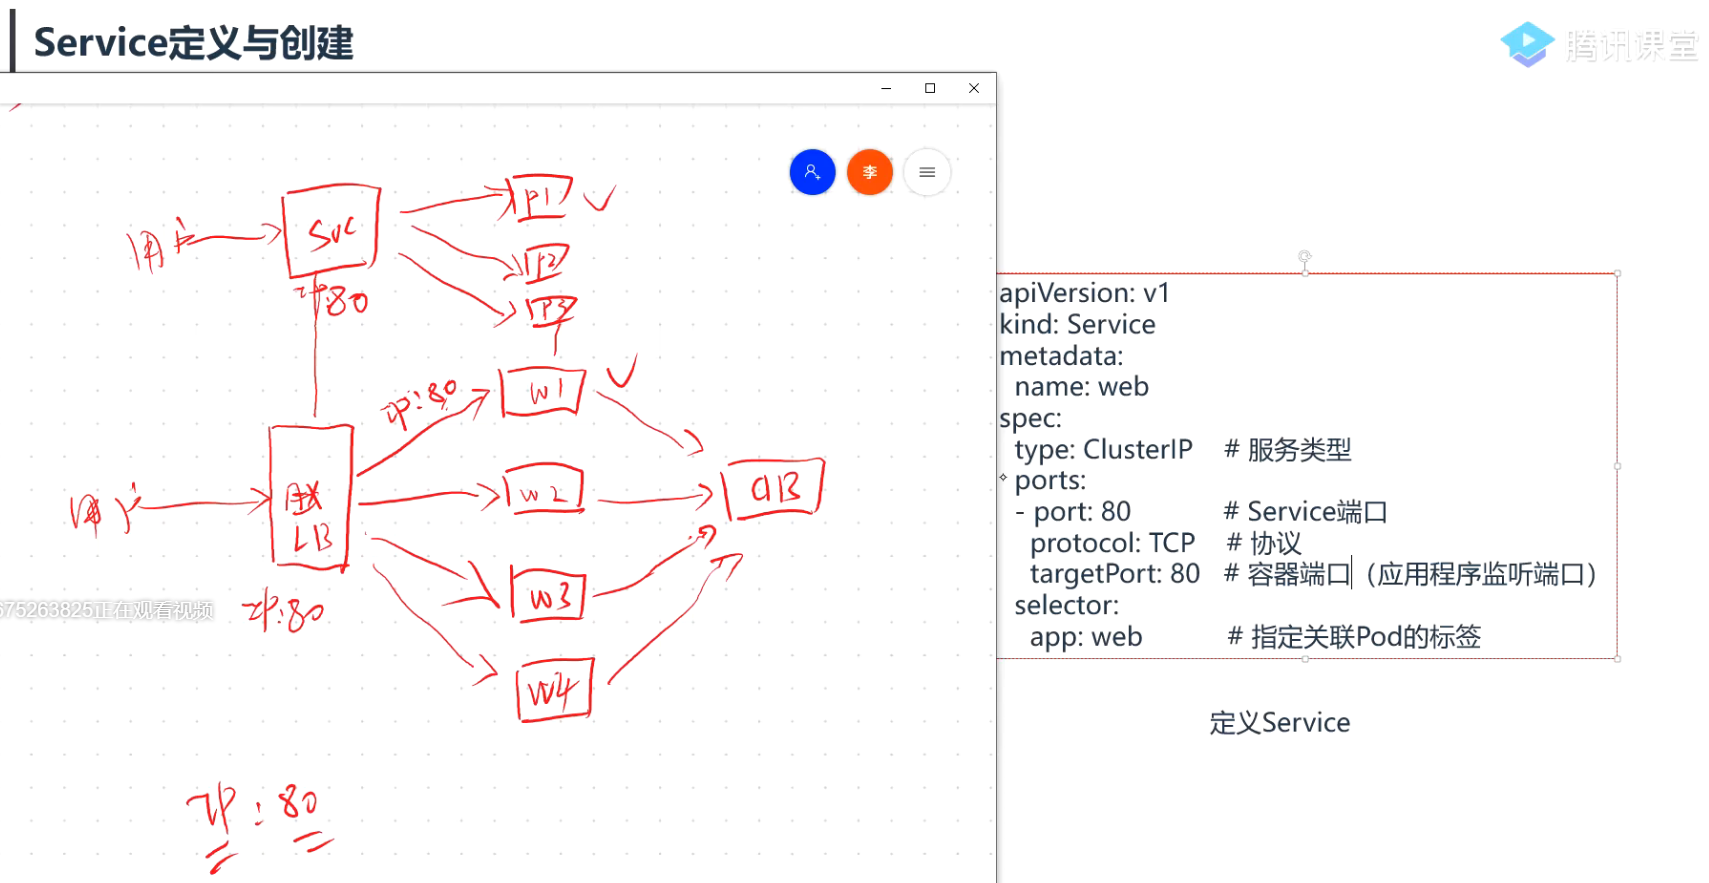 Service定义与创建
腾讯课堂
李
用户
SVC
IP:80
P1
P2
P3
IP:80
W1
用户
LB
W2
DB
W3
W4
IP:80
675263825正在观看视频
IP:80
apiVersion: v1
kind: Service
metadata:
name: web
spec:
type: ClusterIP # 服务类型
ports:
- port: 80 # Service端口
protocol: TCP # 协议
targetPort: 80 # 容器端口（应用程序监听端口）
selector:
app: web # 指定关联Pod的标签
定义Service